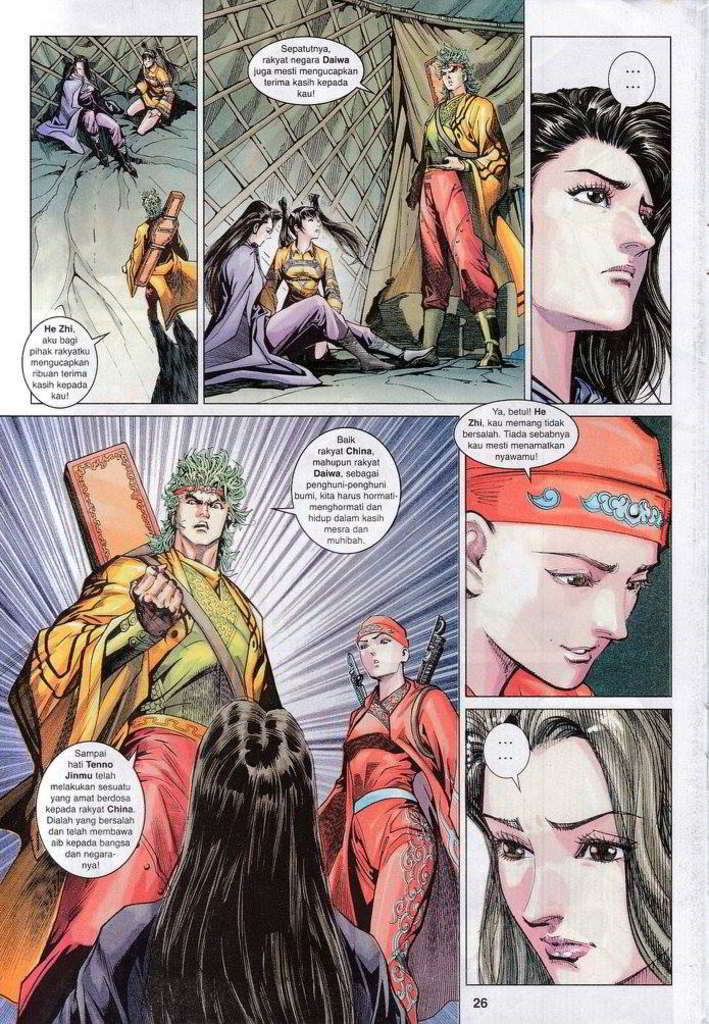 He Zhi,
aku bagi
pihak rakyatku
mengucapkan
ribuan terima
kasih kepada
kau!
Sepatutnya,
rakyat negara Daiwa
juga mesti mengucapkan
terima kasih kepada
kau!
...
...
Baik
rakyat China,
mahupun rakyat
Daiwa, sebagai
penghuni-penghuni
bumi, kita harus hormati-
menghormati dan
hidup dalam kasih
mesra dan
muhibah.
Sampai
hati Tenno
Jinmu telah
melakukan sesuatu
yang amat berdosa
kepada rakyat China.
Dialah yang bersalah
dan telah membawa
aib kepada bangsa
dan negara-
nya!
Ya, betul! He
Zhi, kau memang tidak
bersalah. Tiada sebabnya
kau mesti menamatkan
nyawamu!
...
...
26